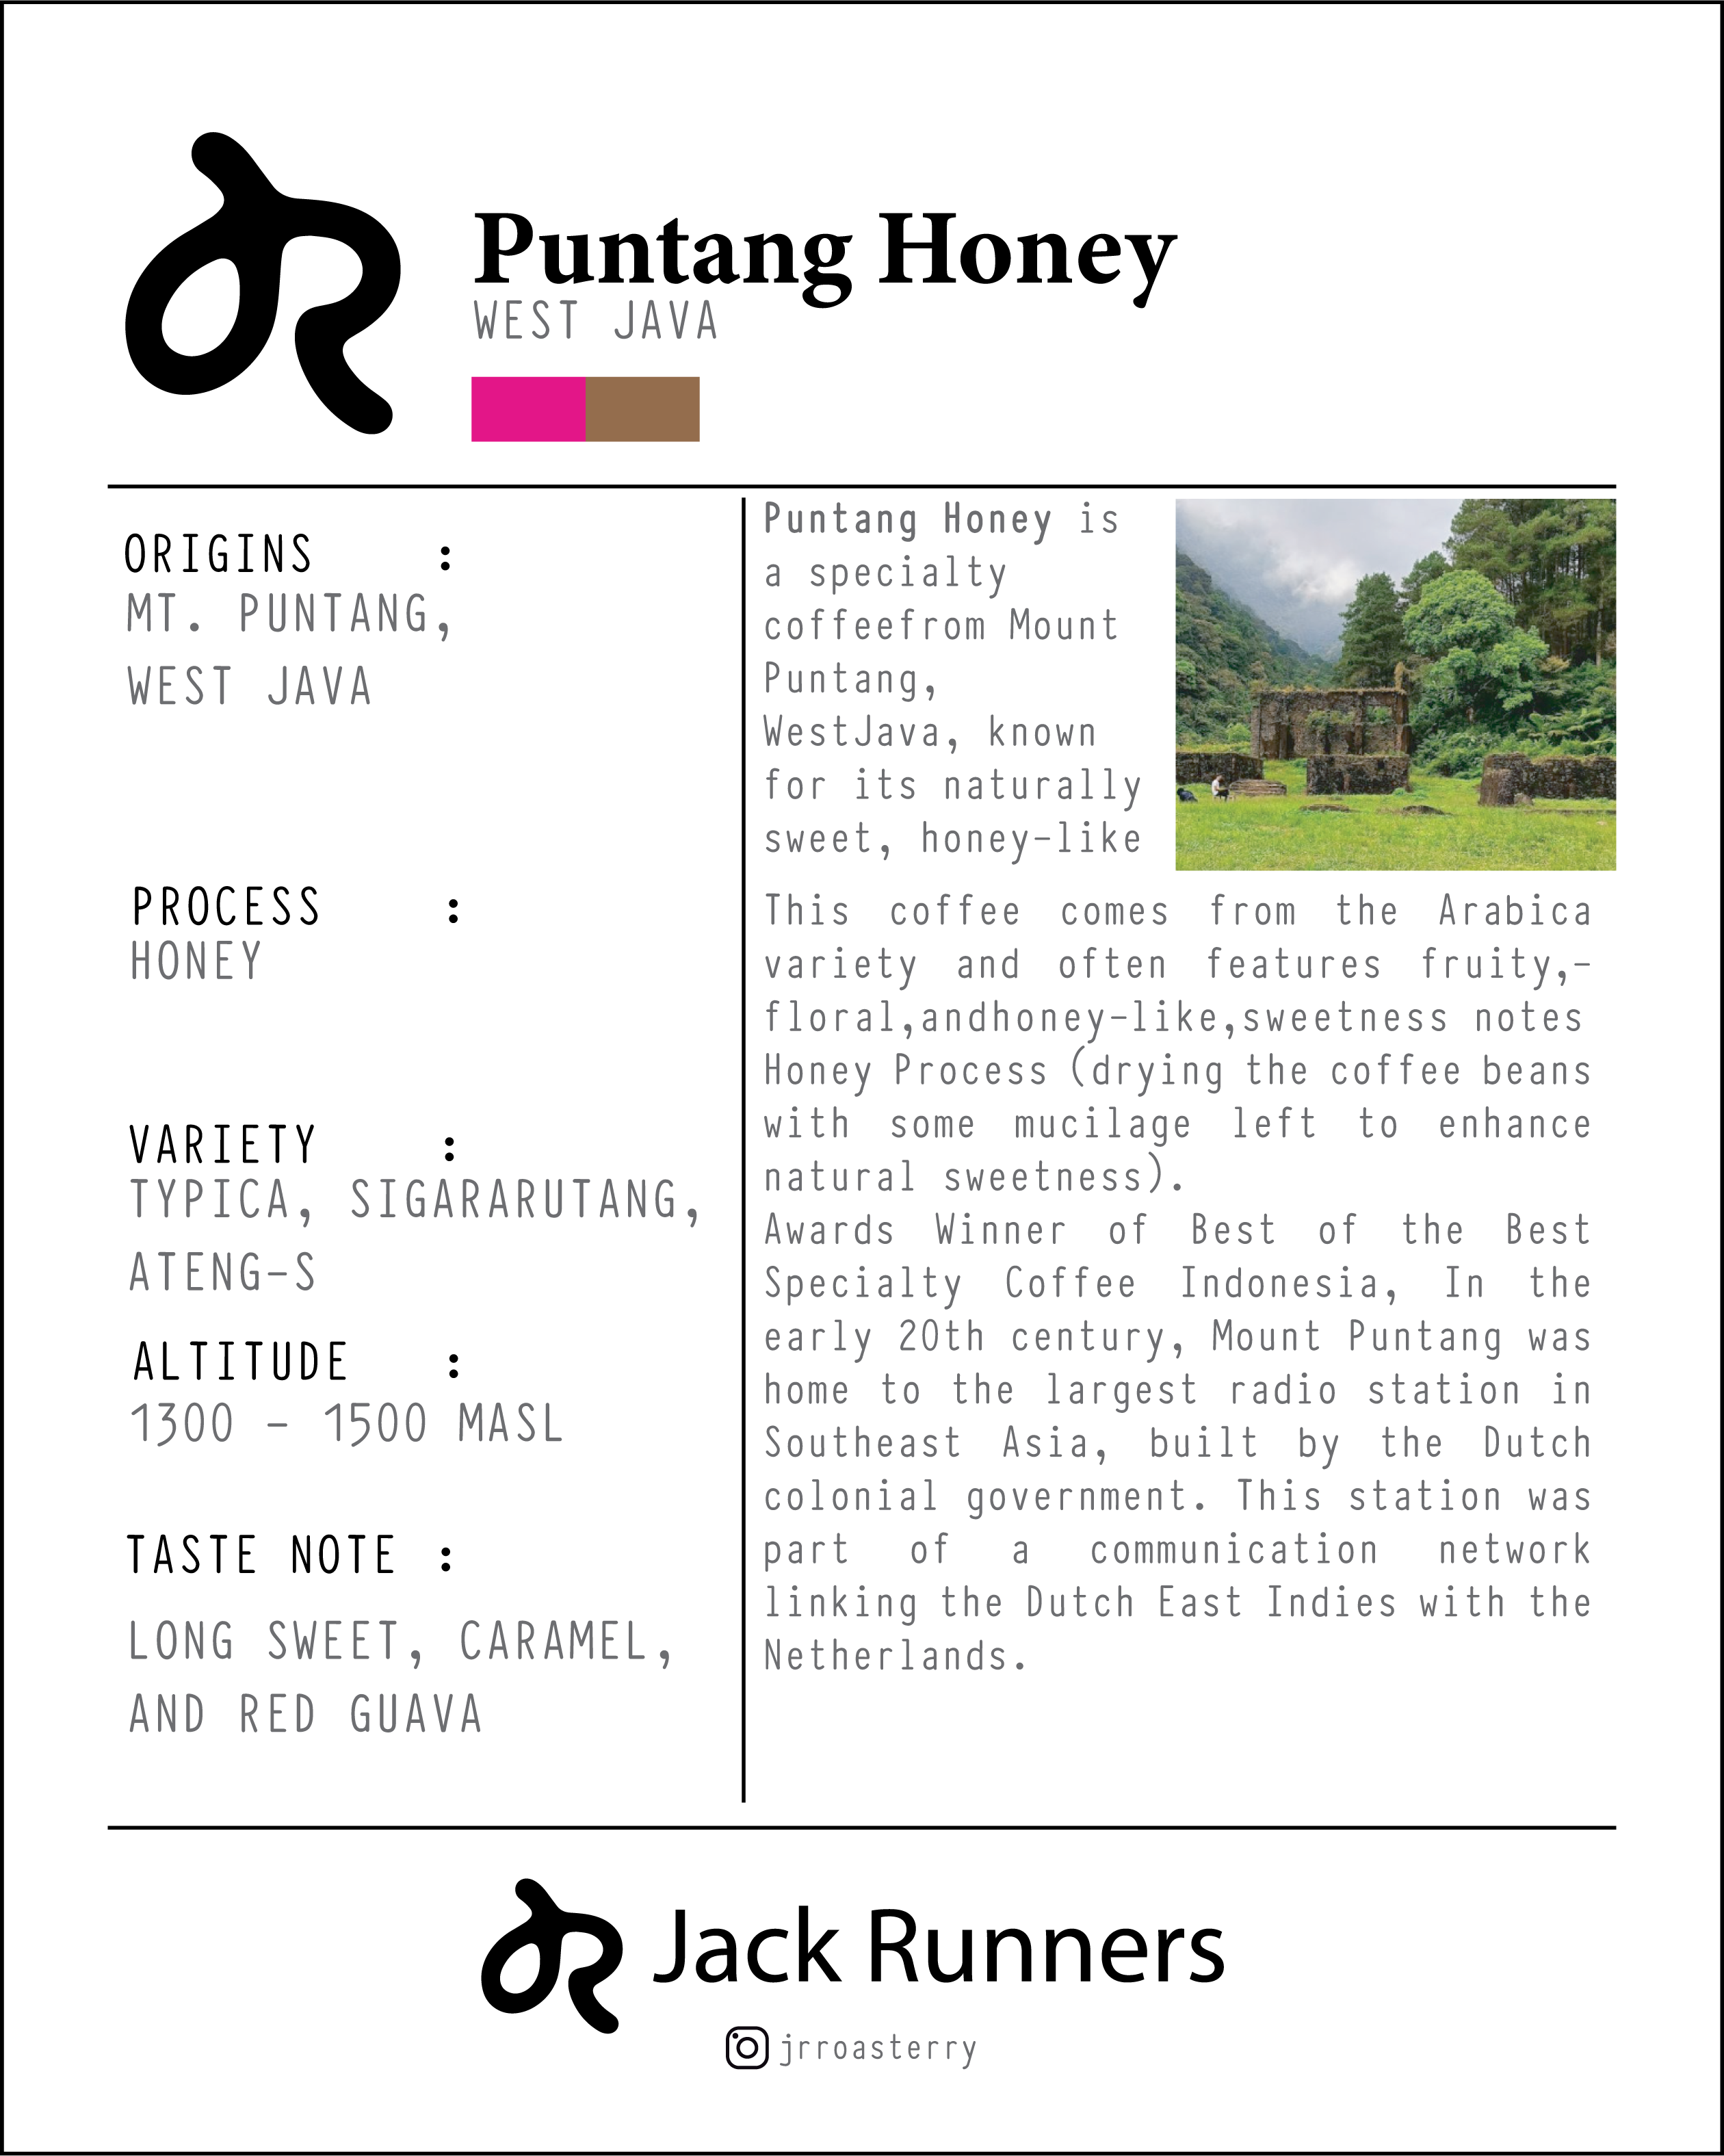 Puntang Honey
WEST JAVA
ORIGINS :
MT. PUNTANG,
WEST JAVA
PROCESS :
HONEY
VARIETY :
TYPICA, SIGARARUTANG,
ATENG-S
ALTITUDE :
1300 - 1500 MASL
TASTE NOTE :
LONG SWEET, CARAMEL,
AND RED GUAVA
Puntang Honey is
a specialty
coffeefrom Mount
Puntang,
WestJava, known
for its naturally
sweet, honey-like
This coffee comes from the Arabica
variety and often features fruity,-
floral,andhoney-like,sweetness notes
Honey Process (drying the coffee beans
with some mucilage left to enhance
natural sweetness).
Awards Winner of Best of the Best
Specialty Coffee Indonesia, In the
early 20th century, Mount Puntang was
home to the largest radio station in
Southeast Asia, built by the Dutch
colonial government. This station was
part of a communication network
linking the Dutch East Indies with the
Netherlands.
Jack Runners
jrroasterry